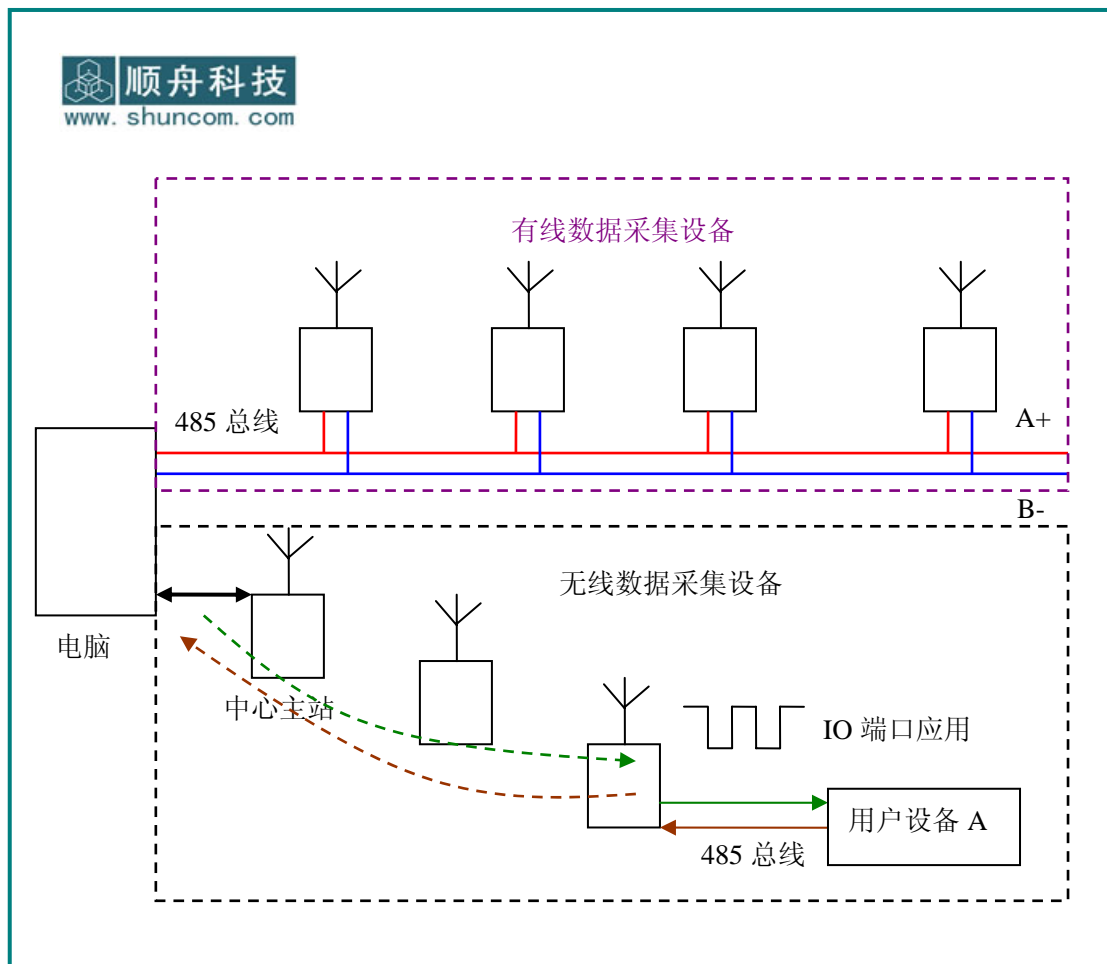 顺舟科技
www.shuncom.com
有线数据采集设备
485 总线
A+
B-
无线数据采集设备
电脑
中心主站
IO 端口应用
用户设备 A
485 总线